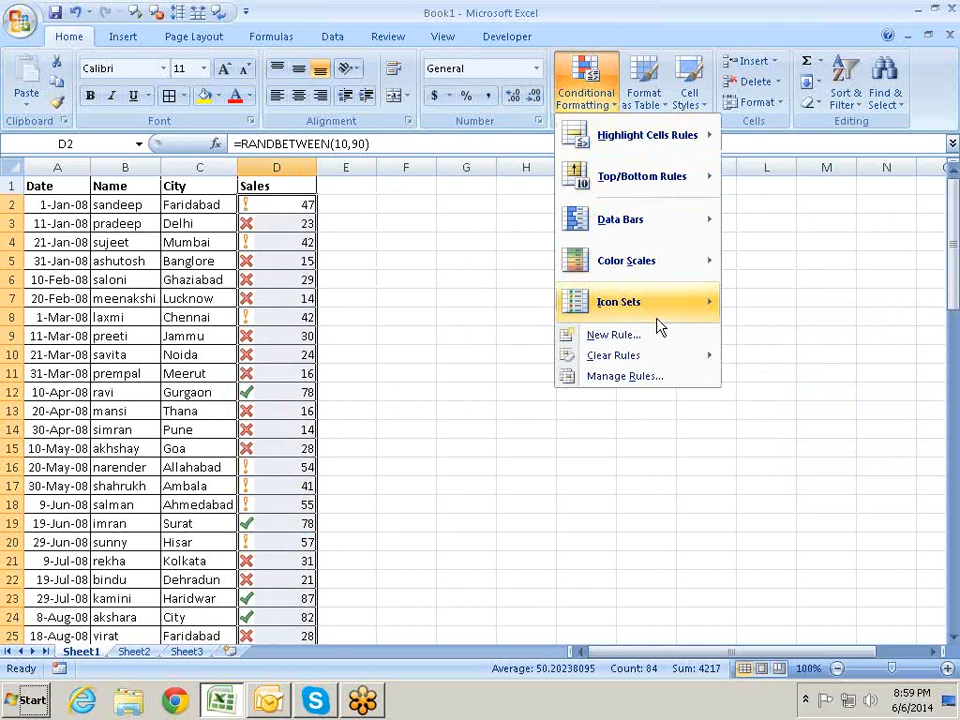 Book1 - Microsoft Excel
Home Insert Page Layout Formulas Data Review View Developer
Paste
Calibri 11
B I U
General
$ % ,
Conditional Formatting
Format as Table
Cell Styles
Insert
Delete
Format
Sort & Filter
Find & Select
Clipboard Font Alignment Number Cells Editing
D2 fx =RANDBETWEEN(10,90)
Highlight Cells Rules
Top/Bottom Rules
Data Bars
Color Scales
Icon Sets
New Rule...
Clear Rules
Manage Rules...
A B C D E F G H L M N
1 Date Name City Sales
2 1-Jan-08 sandeep Faridabad 47
3 11-Jan-08 pradeep Delhi 23
4 21-Jan-08 sujeet Mumbai 42
5 31-Jan-08 ashutosh Banglore 15
6 10-Feb-08 saloni Ghaziabad 29
7 20-Feb-08 meenakshi Lucknow 14
8 1-Mar-08 laxmi Chennai 42
9 11-Mar-08 preeti Jammu 30
10 21-Mar-08 savita Noida 24
11 31-Mar-08 prempal Meerut 16
12 10-Apr-08 ravi Gurgaon 78
13 20-Apr-08 mansi Thana 16
14 30-Apr-08 simran Pune 14
15 10-May-08 akhshay Goa 28
16 20-May-08 narender Allahabad 54
17 30-May-08 shahrukh Ambala 41
18 9-Jun-08 salman Ahmedabad 55
19 19-Jun-08 imran Surat 78
20 29-Jun-08 sunny Hisar 57
21 9-Jul-08 rekha Kolkata 31
22 19-Jul-08 bindu Dehradun 21
23 29-Jul-08 kamini Haridwar 87
24 8-Aug-08 akshara City 82
25 18-Aug-08 virat Faridabad 28
Sheet1 Sheet2 Sheet3
Ready Average: 50.20238095 Count: 84 Sum: 4217 100%
Start
8:59 PM
6/6/2014